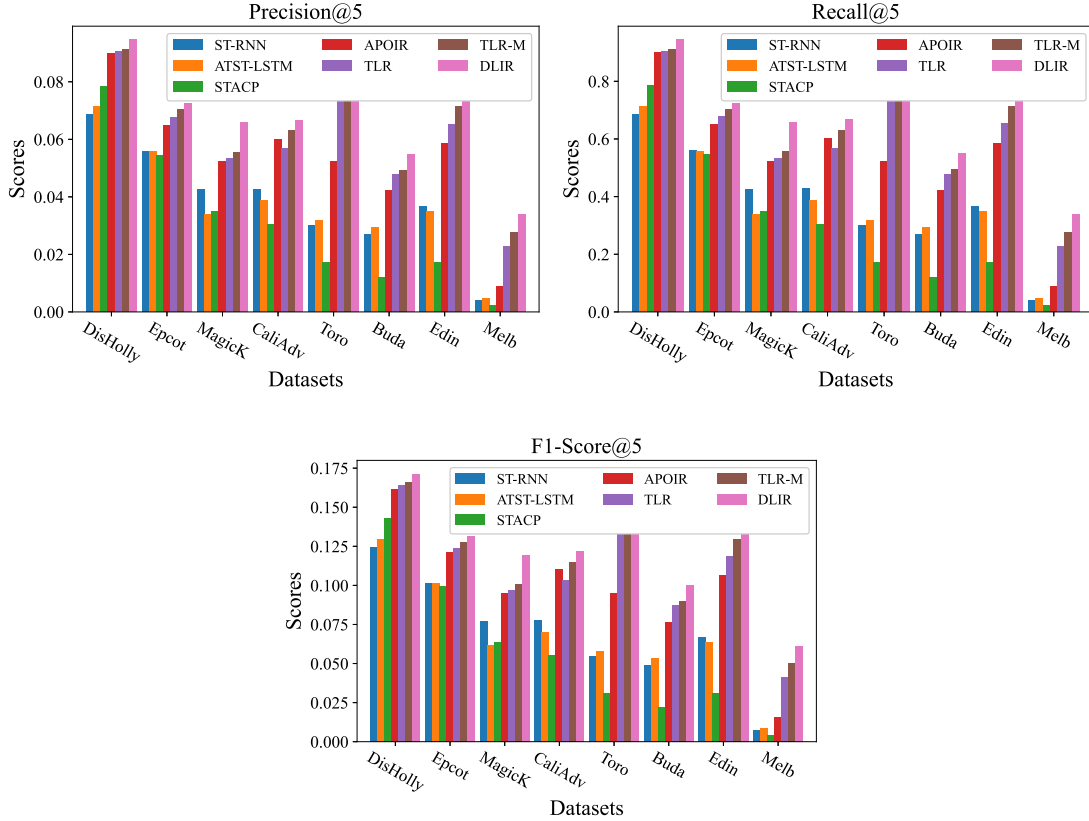 Precision@5
Scores
0.08
0.06
0.04
0.02
0.00
ST-RNN
ATST-LSTM
STACP
APOIR
TLR
TLR-M
DLIR
DisHolly
Epcot
MagicK
CaliAdv
Toro
Buda
Edin
Melb
Datasets
Recall@5
Scores
0.8
0.6
0.4
0.2
0.0
ST-RNN
ATST-LSTM
STACP
APOIR
TLR
TLR-M
DLIR
DisHolly
Epcot
MagicK
CaliAdv
Toro
Buda
Edin
Melb
Datasets
F1-Score@5
Scores
0.175
0.150
0.125
0.100
0.075
0.050
0.025
0.000
ST-RNN
ATST-LSTM
STACP
APOIR
TLR
TLR-M
DLIR
DisHolly
Epcot
MagicK
CaliAdv
Toro
Buda
Edin
Melb
Datasets